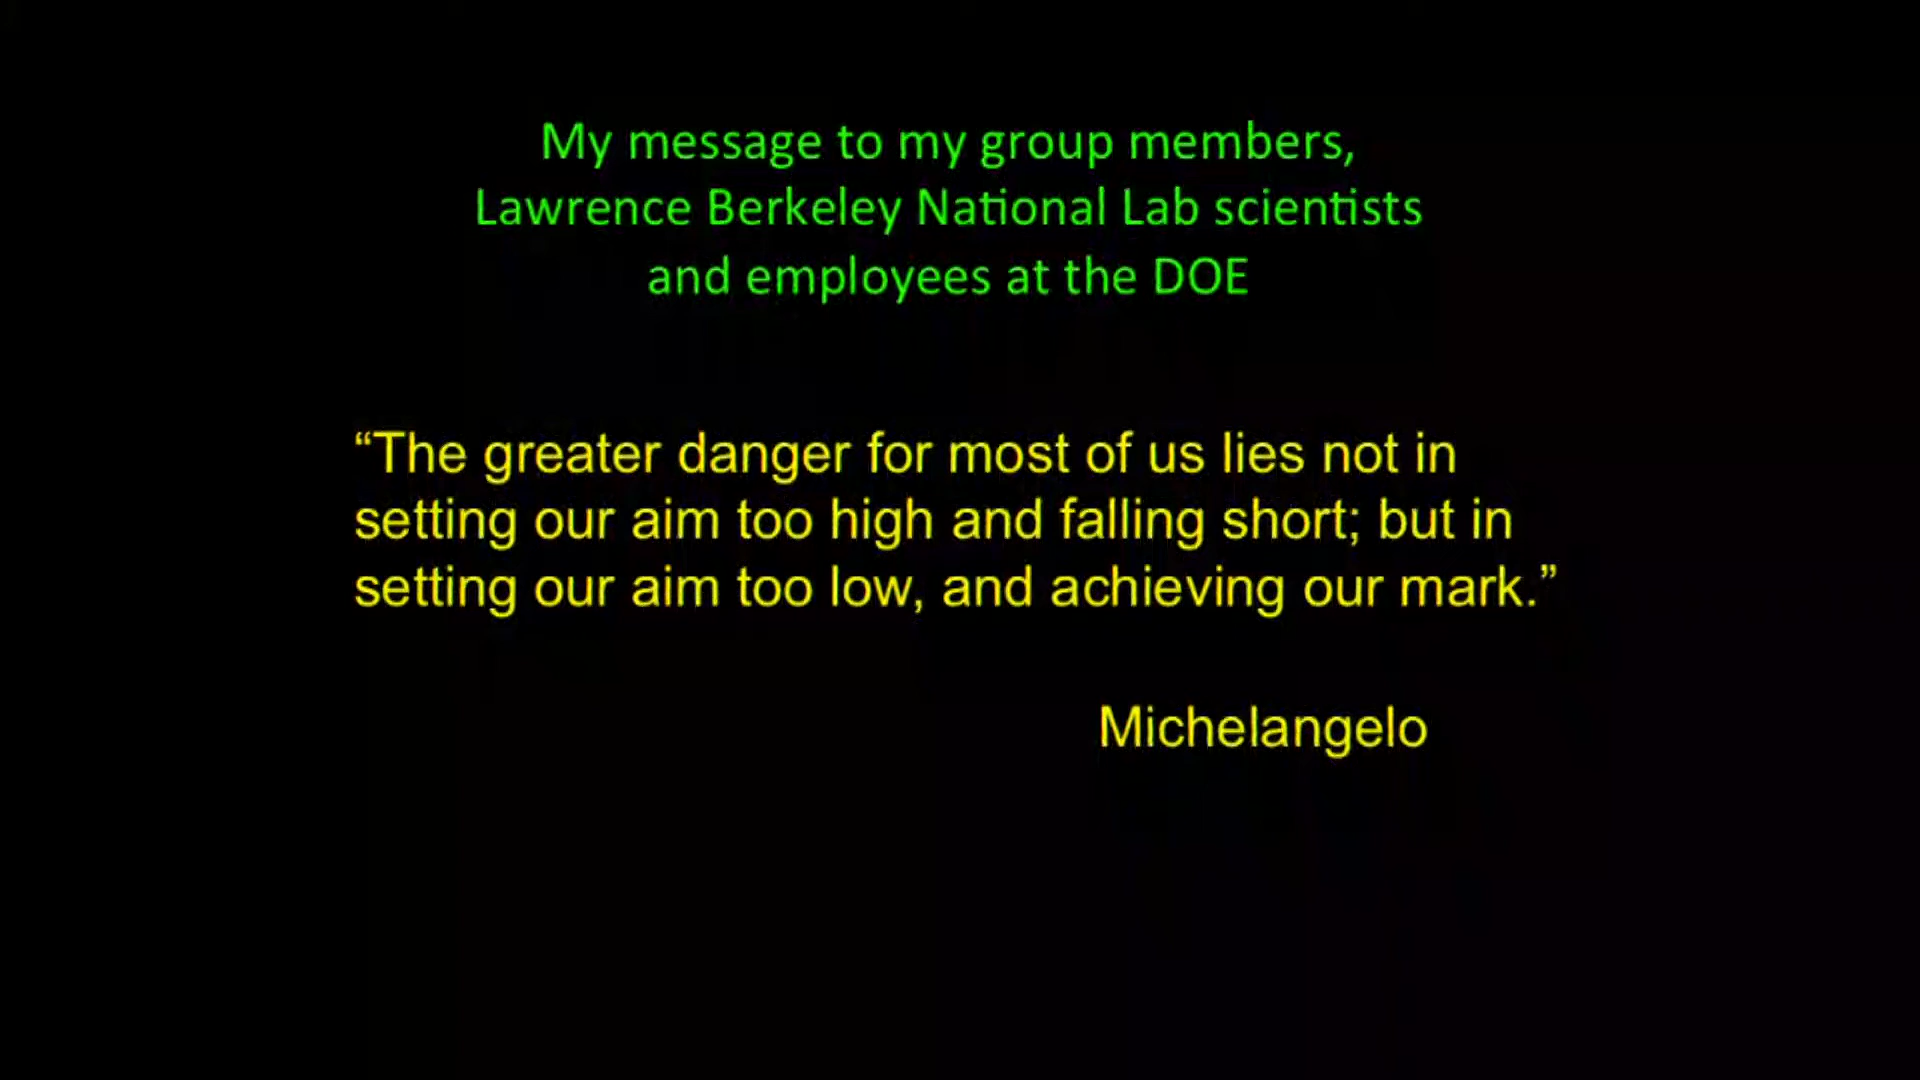 My message to my group members,
Lawrence Berkeley National Lab scientists
and employees at the DOE
“The greater danger for most of us lies not in
setting our aim too high and falling short; but in
setting our aim too low, and achieving our mark.”
Michelangelo